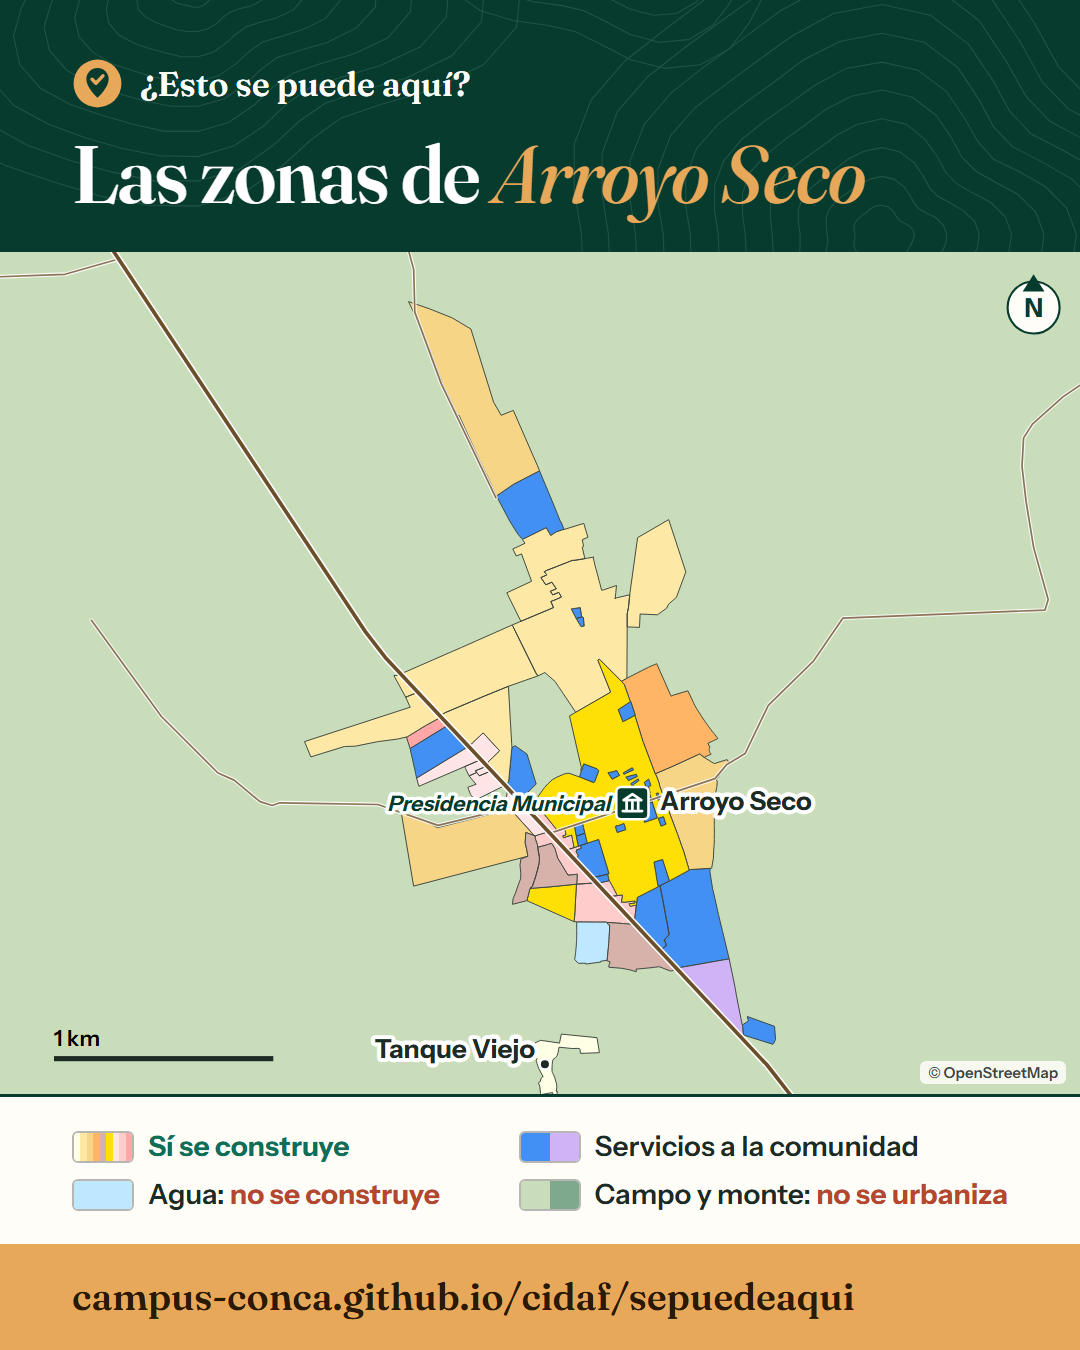 ¿Esto se puede aquí?
Las zonas de Arroyo Seco
N
Presidencia Municipal
Arroyo Seco
1 km
Tanque Viejo
© OpenStreetMap
Sí se construye
Servicios a la comunidad
Agua: no se construye
Campo y monte: no se urbaniza
campus-conca.github.io/cidaf/sepuedeaqui